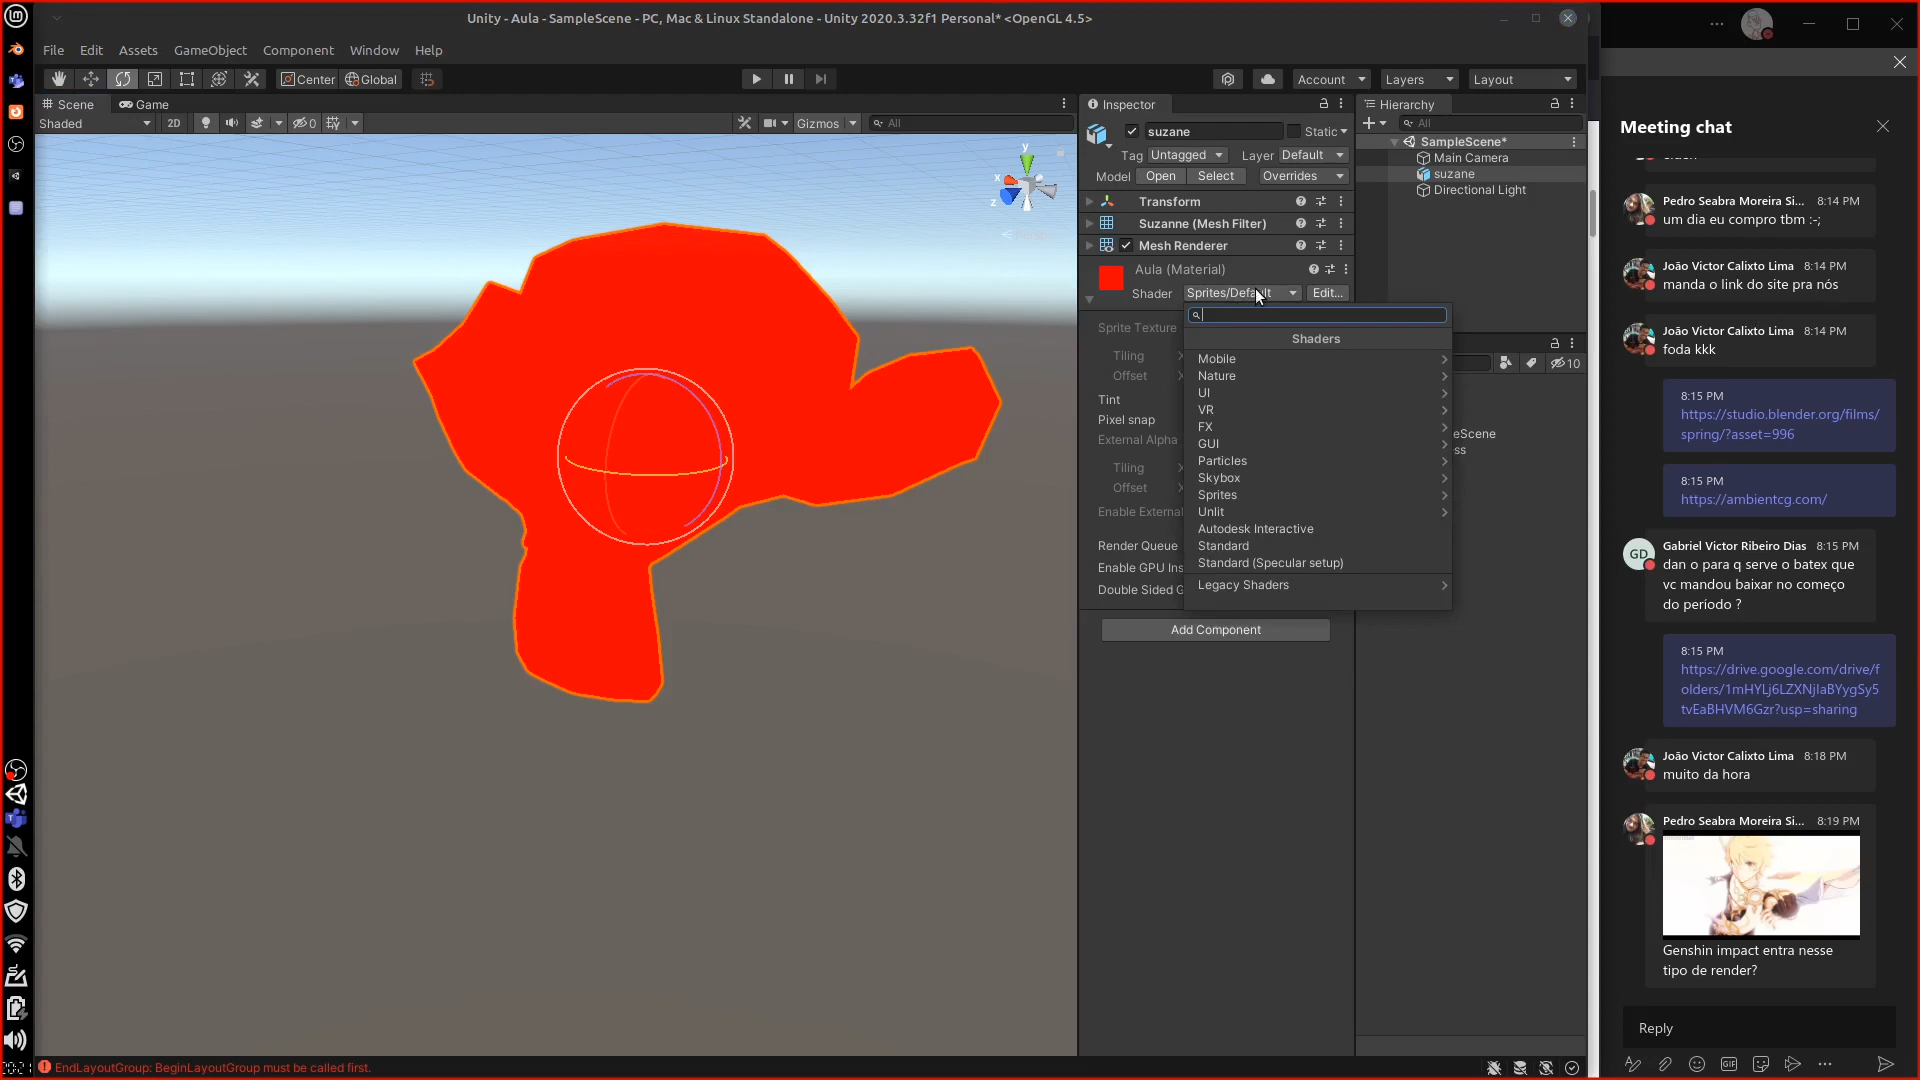 Unity - Aula - SampleScene - PC, Mac & Linux Standalone - Unity 2020.3.32f1 Personal* <OpenGL 4.5>
File Edit Assets GameObject Component Window Help
Center Global
Account Layers Layout
Scene Game
Shaded 2D 0 Gizmos All
y
x
z
Inspector
suzane Static
Tag Untagged Layer Default
Model Open Select Overrides
Transform
Suzanne (Mesh Filter)
Mesh Renderer
Aula (Material)
Shader Sprites/Default Edit...
Sprite Texture
Tiling
Offset
Tint
Pixel snap
External Alpha
Tiling
Offset
Enable External
Render Queue
Enable GPU Ins
Double Sided G
Add Component
Shaders
Mobile
Nature
UI
VR
FX
GUI
Particles
Skybox
Sprites
Unlit
Autodesk Interactive
Standard
Standard (Specular setup)
Legacy Shaders
Hierarchy
All
SampleScene*
Main Camera
suzane
Directional Light
10
eScene
ss
EndLayoutGroup: BeginLayoutGroup must be called first.
Meeting chat
Pedro Seabra Moreira Si... 8:14 PM
um dia eu compro tbm :-;
João Victor Calixto Lima 8:14 PM
manda o link do site pra nós
João Victor Calixto Lima 8:14 PM
foda kkk
8:15 PM
https://studio.blender.org/films/
spring/?asset=996
8:15 PM
https://ambientcg.com/
GD
Gabriel Victor Ribeiro Dias 8:15 PM
dan o para q serve o batex que
vc mandou baixar no começo
do período ?
8:15 PM
https://drive.google.com/drive/f
olders/1mHYLj6LZXNjlaBYygSy5
tvEaBHVM6Gzr?usp=sharing
João Victor Calixto Lima 8:18 PM
muito da hora
Pedro Seabra Moreira Si... 8:19 PM
Genshin impact entra nesse
tipo de render?
Reply
GIF